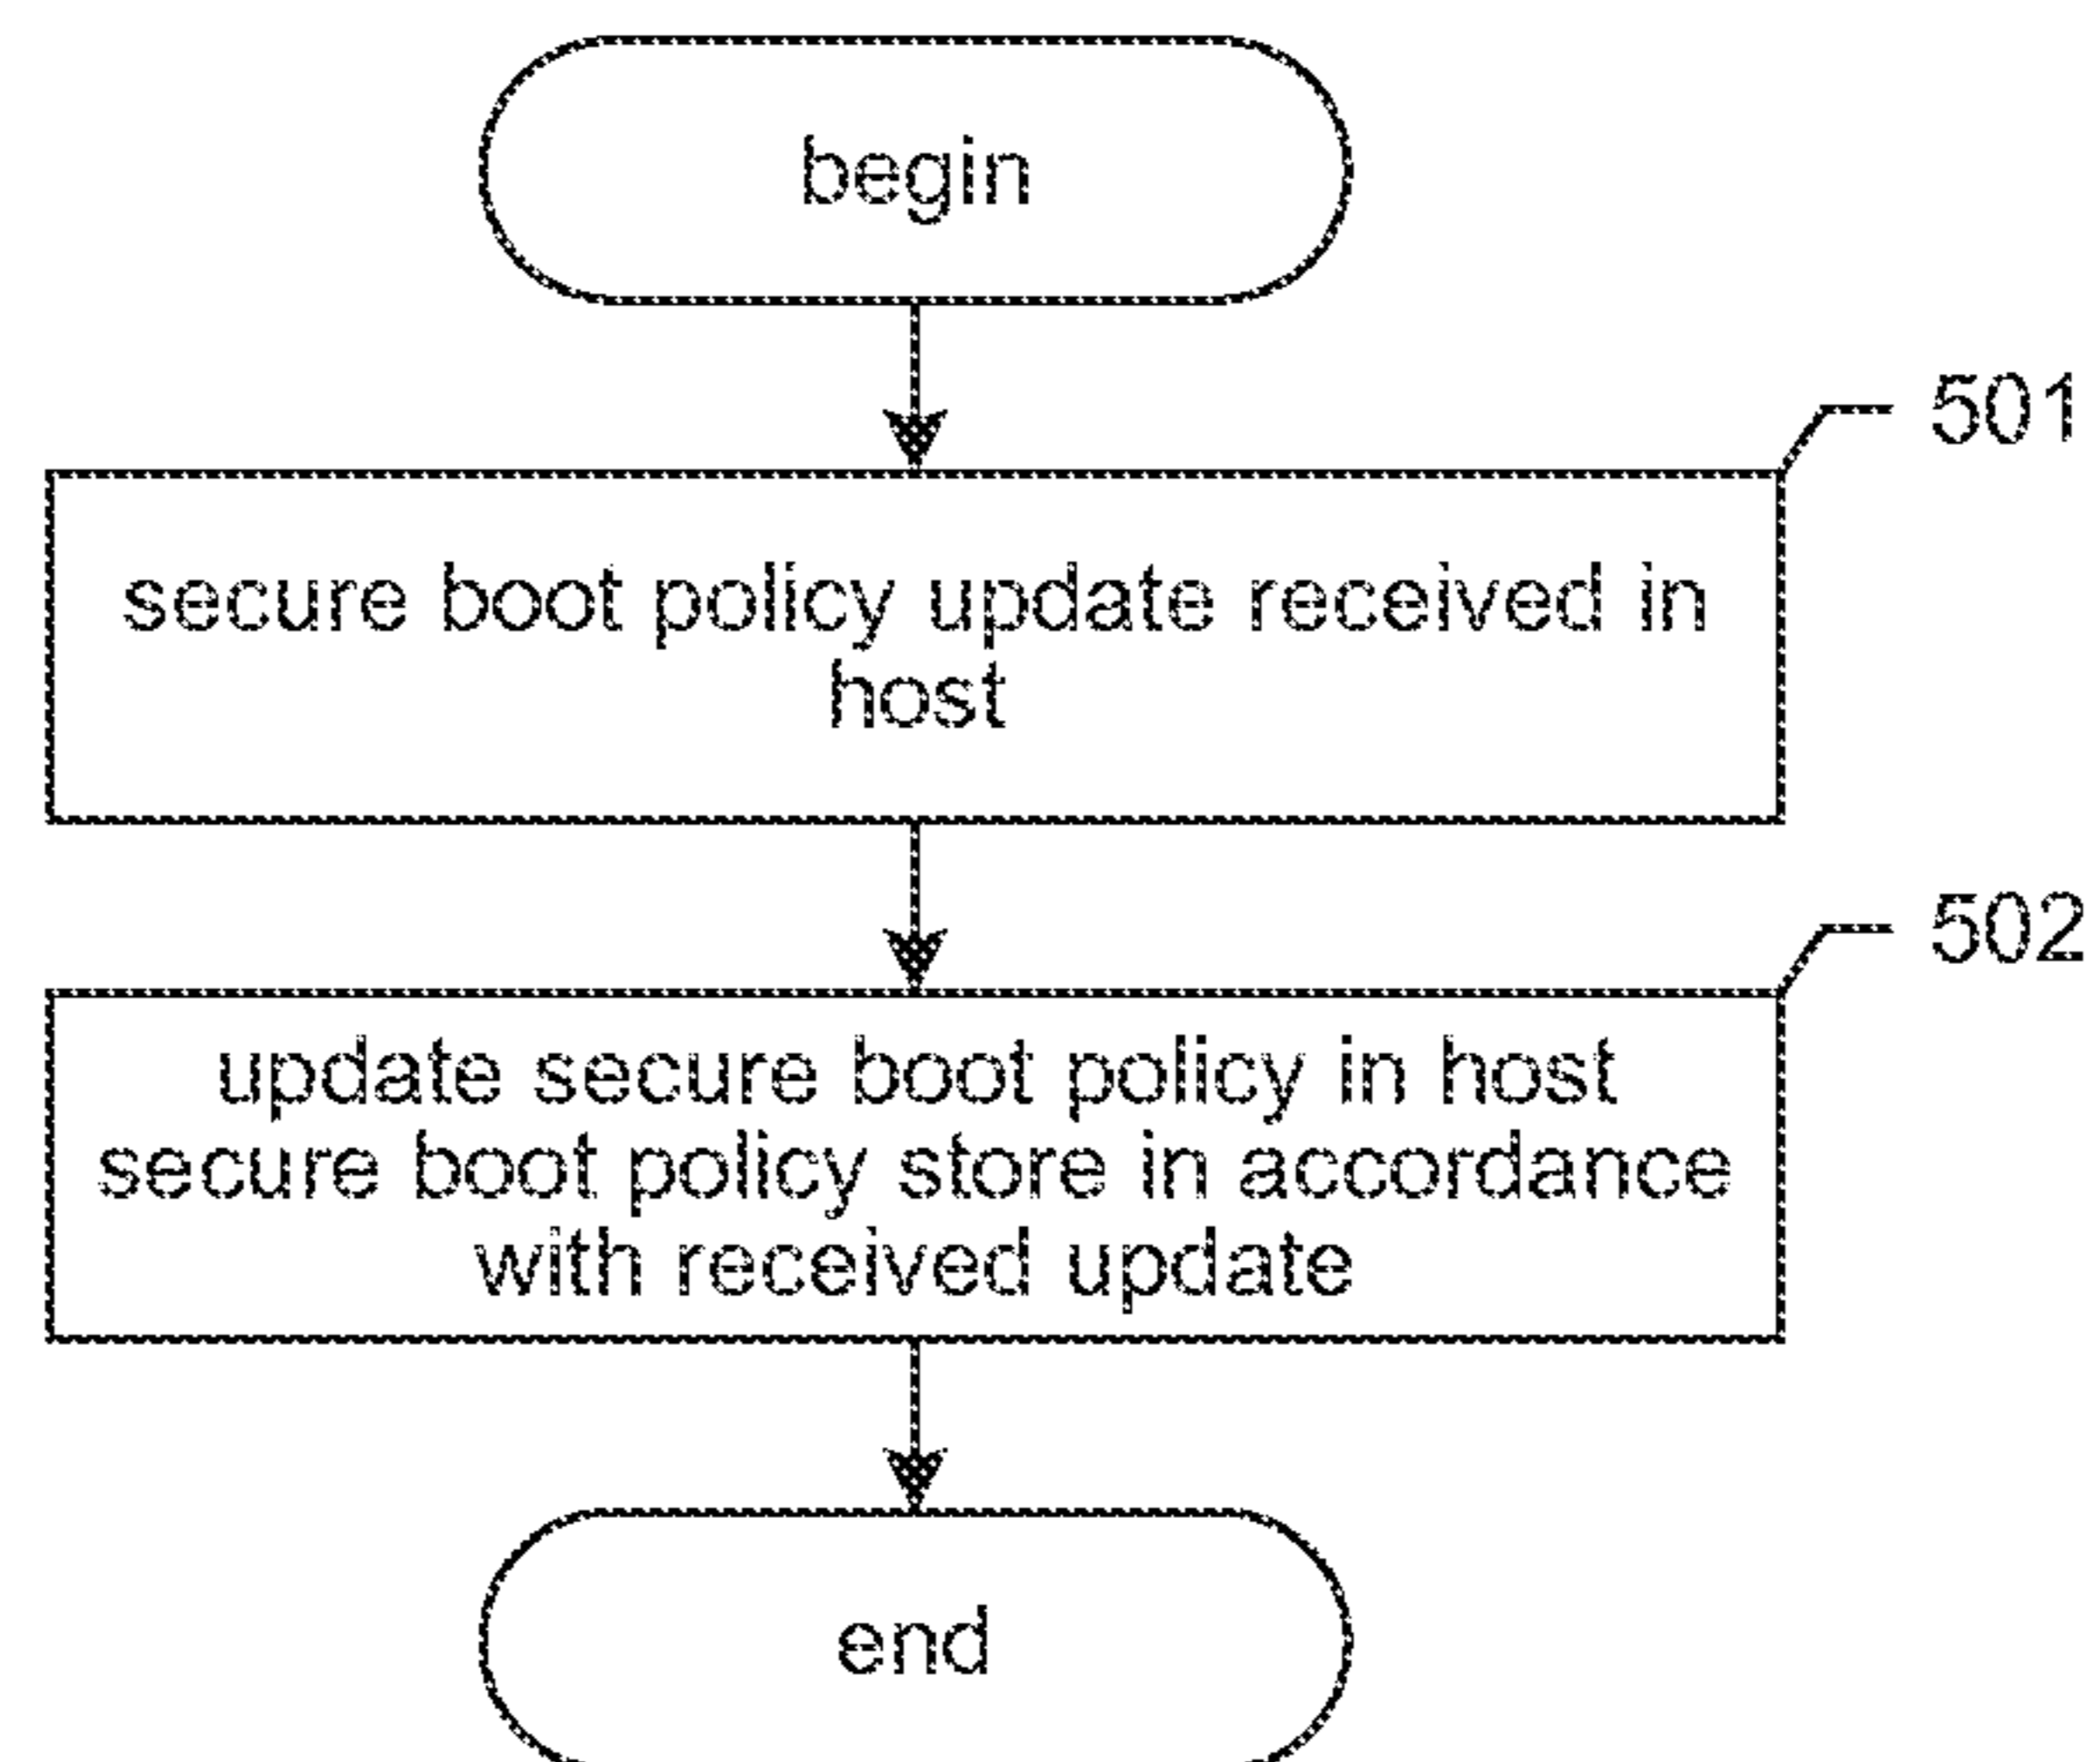 begin
501
secure boot policy update received in
host
502
update secure boot policy in host
secure boot policy store in accordance
with received update
end